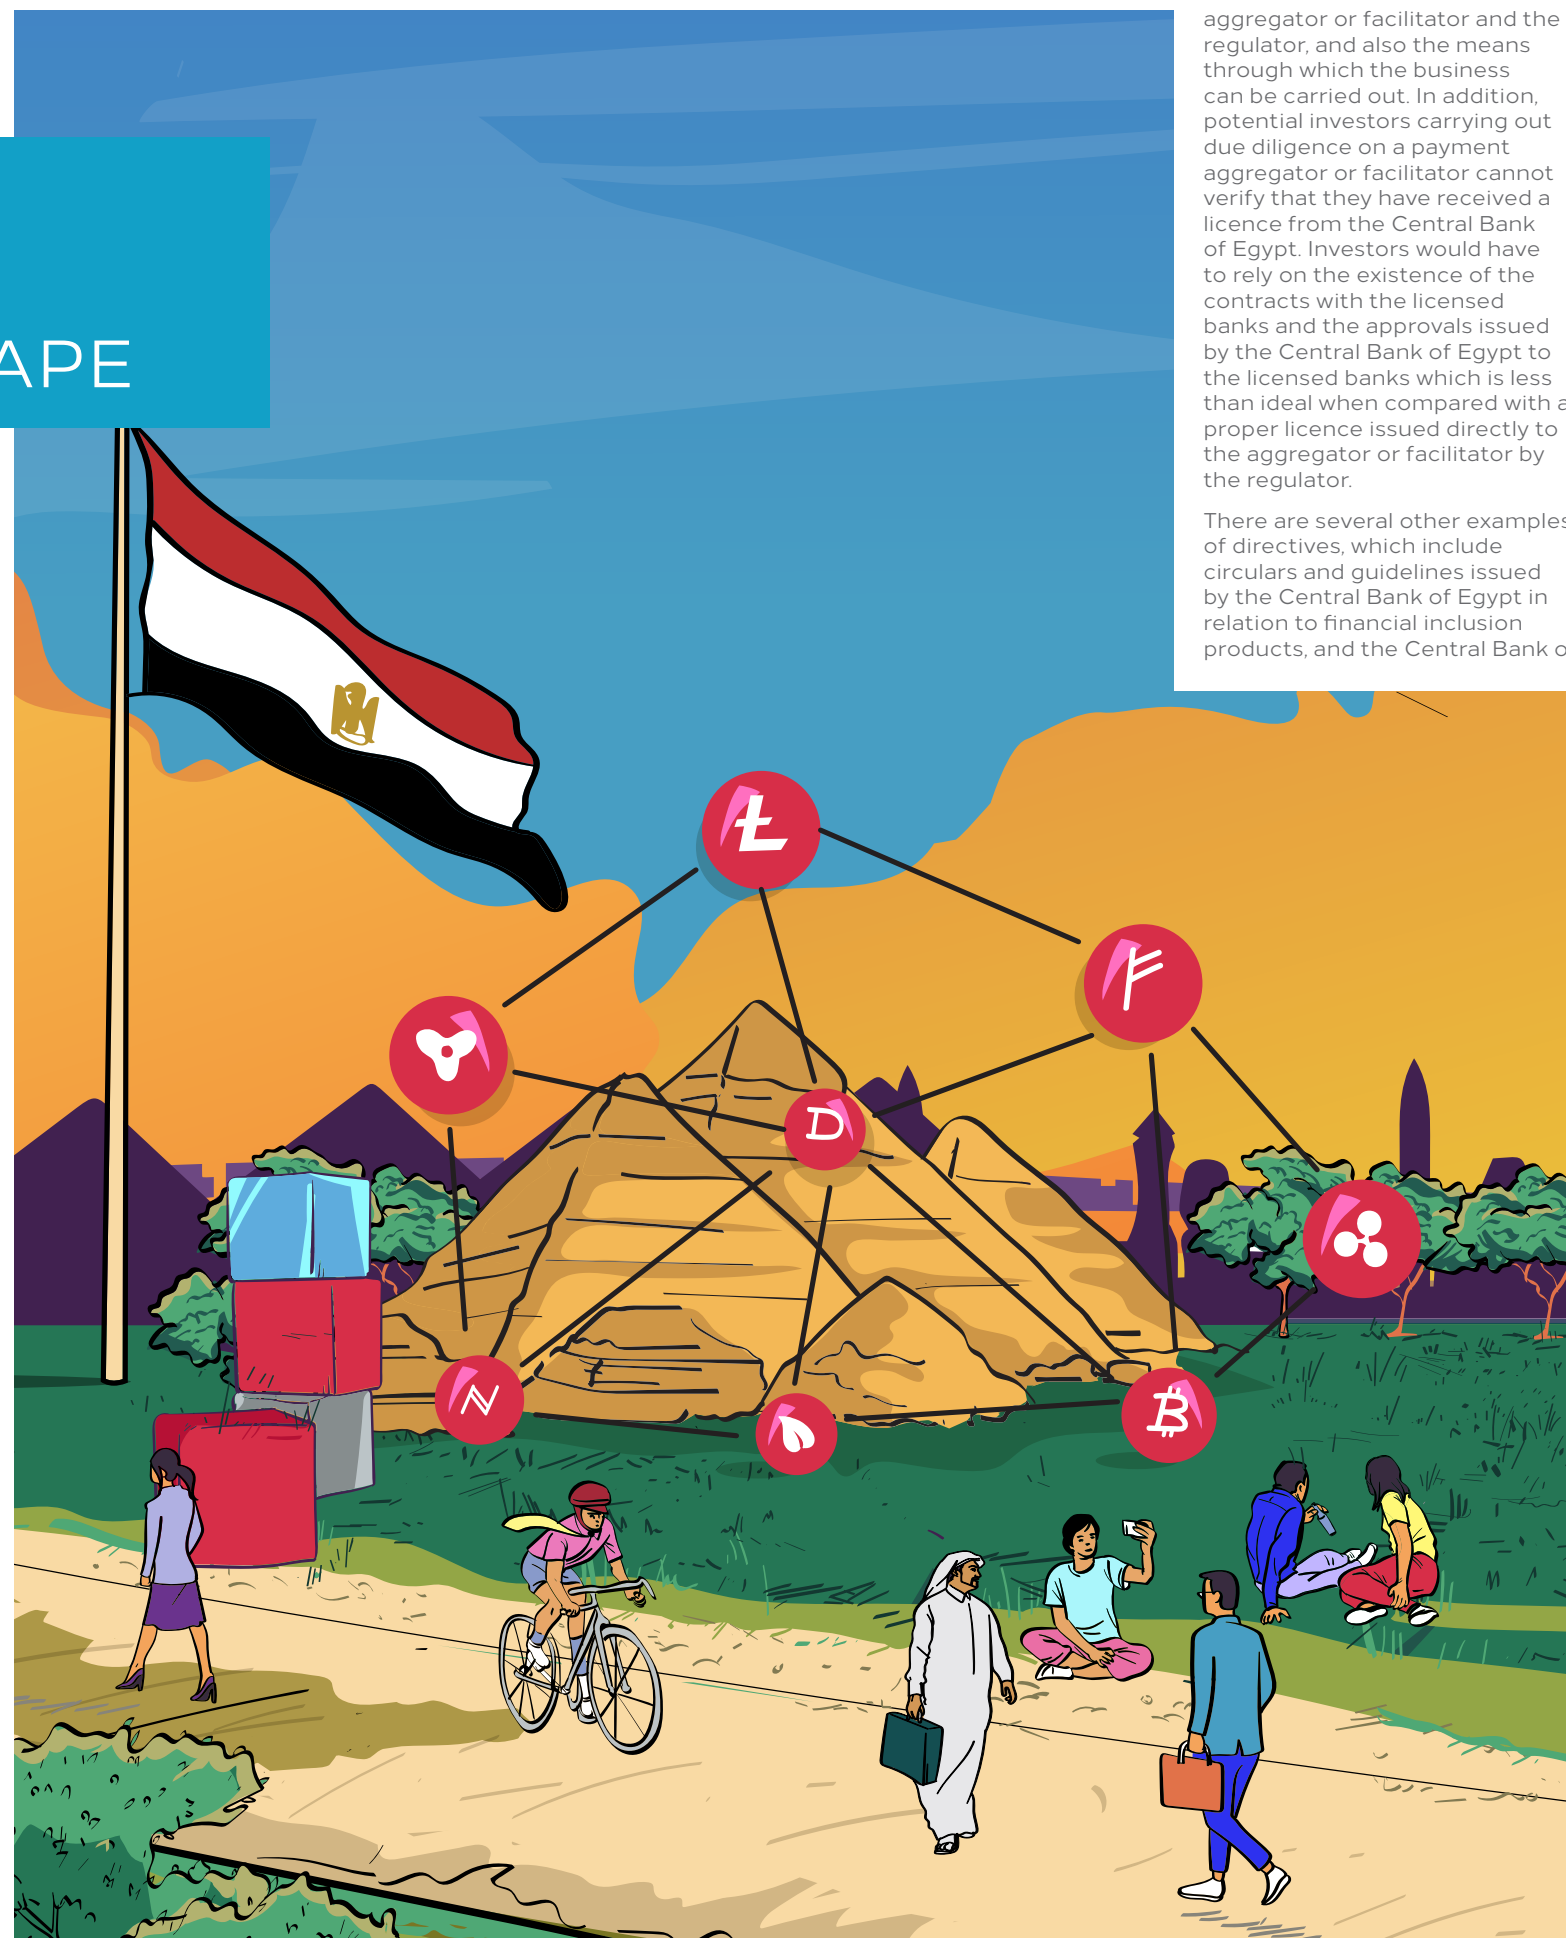 APE
aggregator or facilitator and the
regulator, and also the means
through which the business
can be carried out. In addition,
potential investors carrying out
due diligence on a payment
aggregator or facilitator cannot
verify that they have received a
licence from the Central Bank
of Egypt. Investors would have
to rely on the existence of the
contracts with the licensed
banks and the approvals issued
by the Central Bank of Egypt to
the licensed banks which is less
than ideal when compared with a
proper licence issued directly to
the aggregator or facilitator by
the regulator.
There are several other examples
of directives, which include
circulars and guidelines issued
by the Central Bank of Egypt in
relation to financial inclusion
products, and the Central Bank o
Ł
D